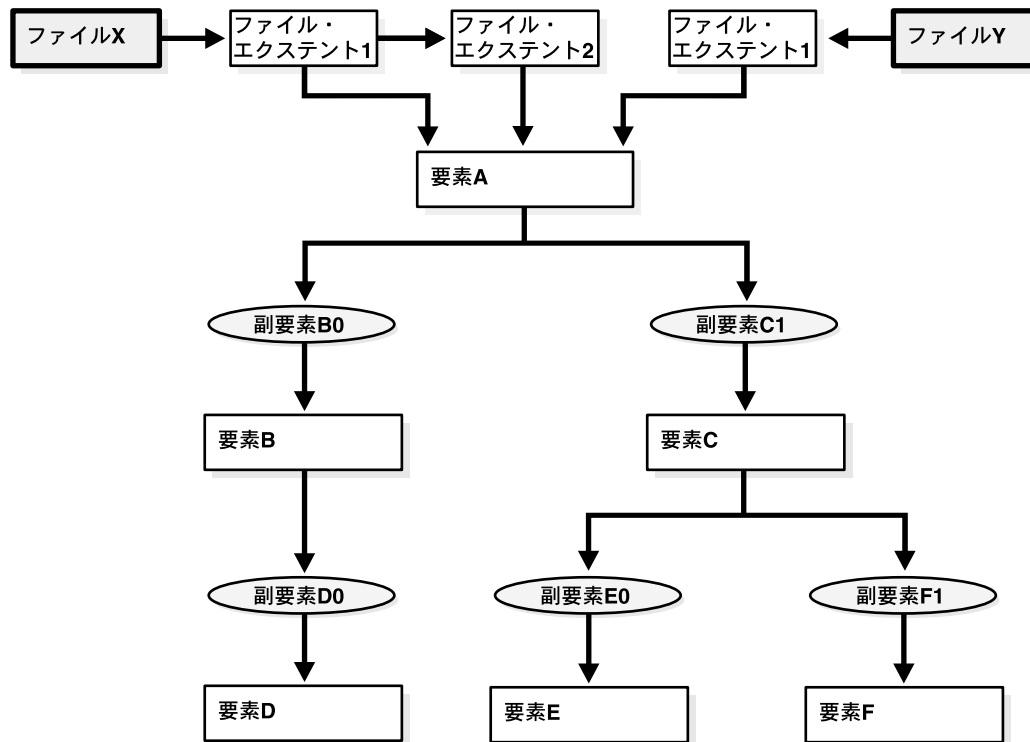 ファイルX
ファイル・
エクステント1
ファイル・
エクステント2
ファイル・
エクステント1
ファイルY
要素A
副要素B0
副要素C1
要素B
要素C
副要素D0
副要素E0
副要素F1
要素D
要素E
要素F